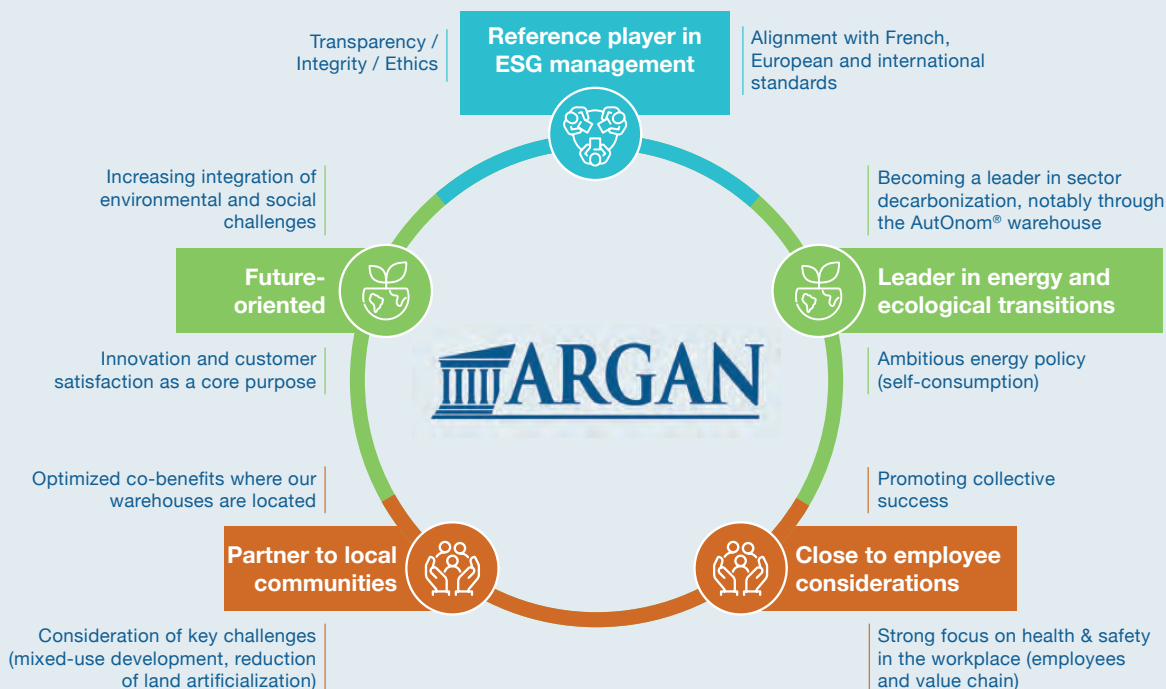 Transparency /
Integrity / Ethics
Reference player in
ESG management
Alignment with French,
European and international
standards
Increasing integration of
environmental and social
challenges
Future-
oriented
Innovation and customer
satisfaction as a core purpose
Becoming a leader in sector
decarbonization, notably through
the AutOnom® warehouse
Leader in energy and
ecological transitions
Ambitious energy policy
(self-consumption)
ARGAN
Optimized co-benefits where our
warehouses are located
Partner to local
communities
Consideration of key challenges
(mixed-use development, reduction
of land artificialization)
Promoting collective
success
Close to employee
considerations
Strong focus on health & safety
in the workplace (employees
and value chain)